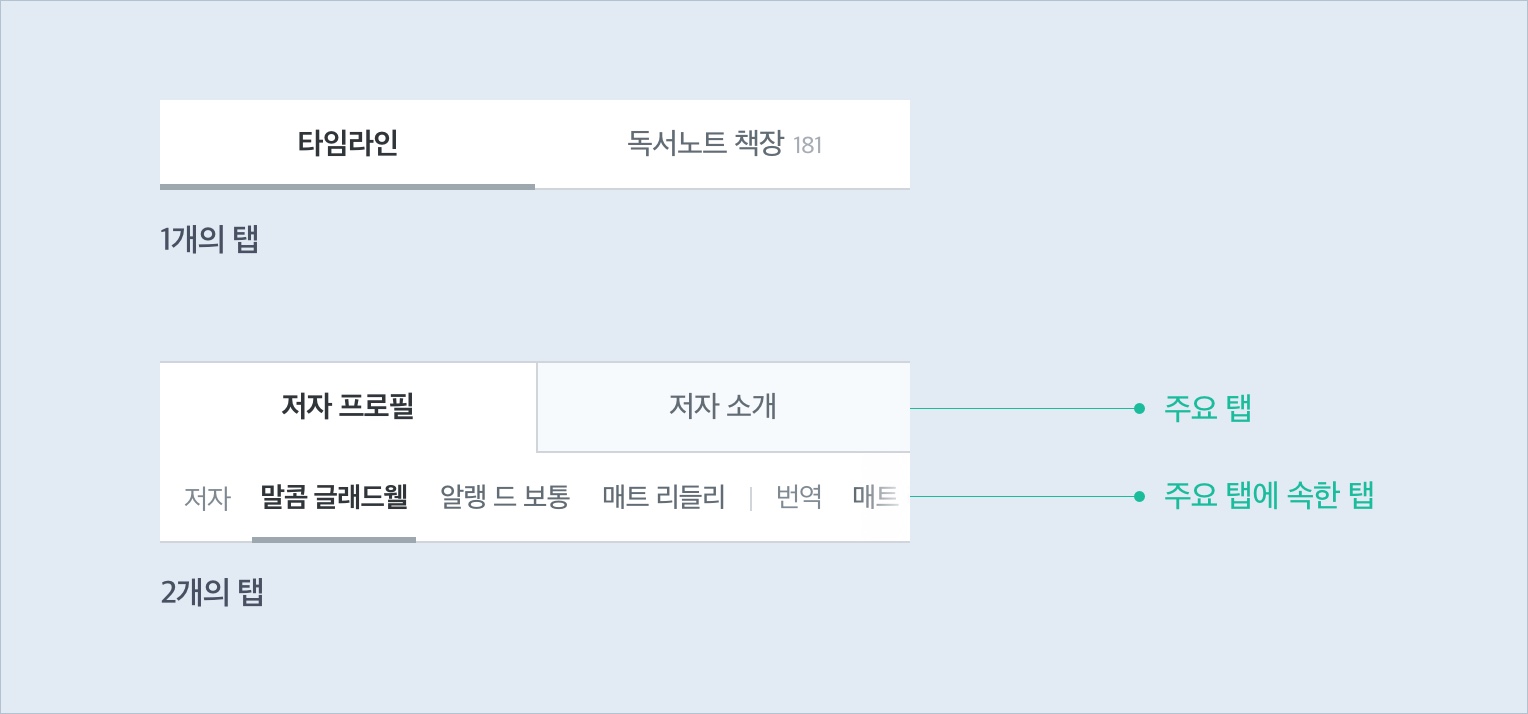 타임라인 독서노트 책장 181
1개의 탭
저자 프로필 저자 소개 주요 탭
저자 말콤 글래드웰 알랭 드 보통 매트 리들리 | 번역 매트 주요 탭에 속한 탭
2개의 탭